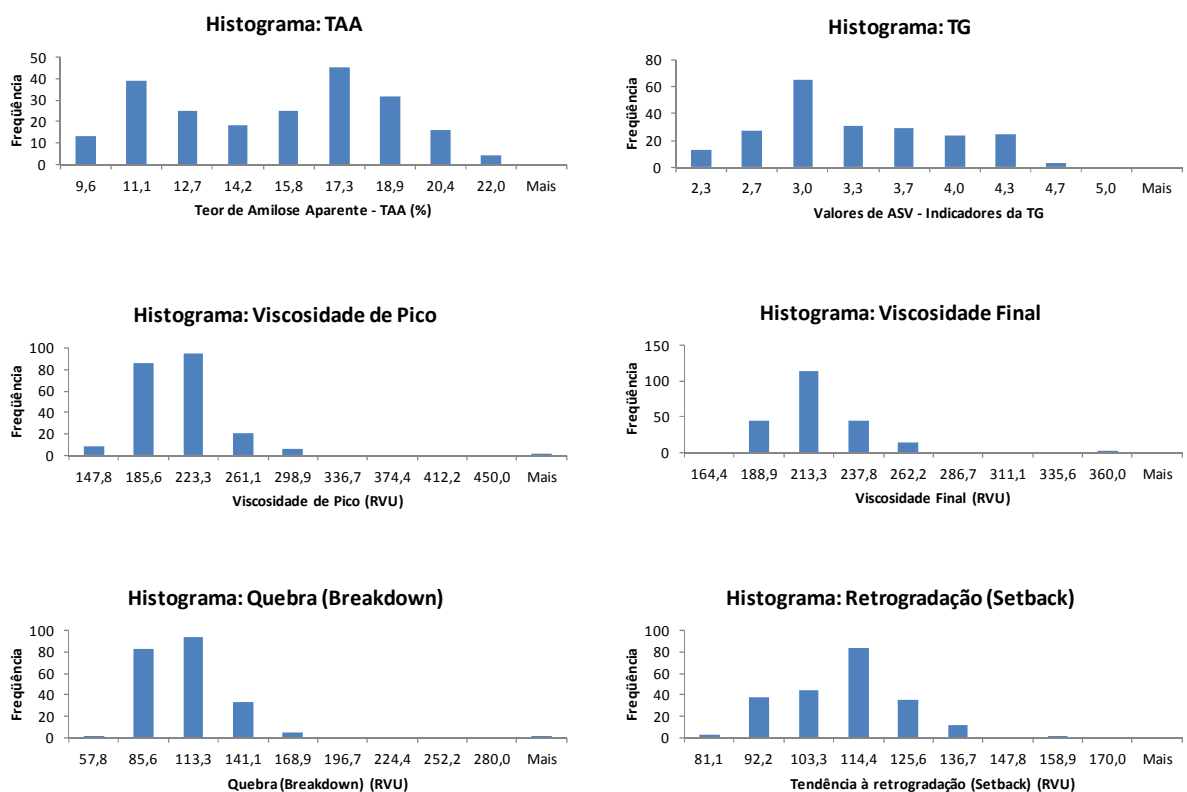 Histograma: TAA
Freqüência
50
40
30
20
10
0
9,6 11,1 12,7 14,2 15,8 17,3 18,9 20,4 22,0 Mais
Teor de Amilose Aparente - TAA (%)
Histograma: TG
Freqüência
80
60
40
20
0
2,3 2,7 3,0 3,3 3,7 4,0 4,3 4,7 5,0 Mais
Valores de ASV - Indicadores da TG
Histograma: Viscosidade de Pico
Freqüência
100
80
60
40
20
0
147,8 185,6 223,3 261,1 298,9 336,7 374,4 412,2 450,0 Mais
Viscosidade de Pico (RVU)
Histograma: Viscosidade Final
Freqüência
150
100
50
0
164,4 188,9 213,3 237,8 262,2 286,7 311,1 335,6 360,0 Mais
Viscosidade Final (RVU)
Histograma: Quebra (Breakdown)
Freqüência
100
80
60
40
20
0
57,8 85,6 113,3 141,1 168,9 196,7 224,4 252,2 280,0 Mais
Quebra (Breakdown) (RVU)
Histograma: Retrogradação (Setback)
Freqüência
100
80
60
40
20
0
81,1 92,2 103,3 114,4 125,6 136,7 147,8 158,9 170,0 Mais
Tendência à retrogradação (Setback) (RVU)